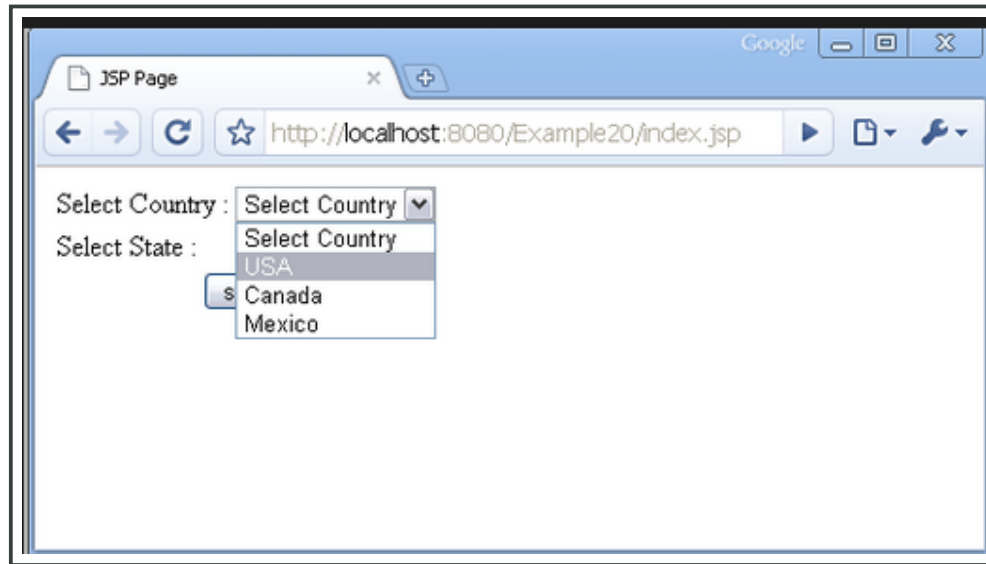 Google
JSP Page
http://localhost:8080/Example20/index.jsp
Select Country : Select Country
Select State :
Select Country
USA
s
Canada
Mexico